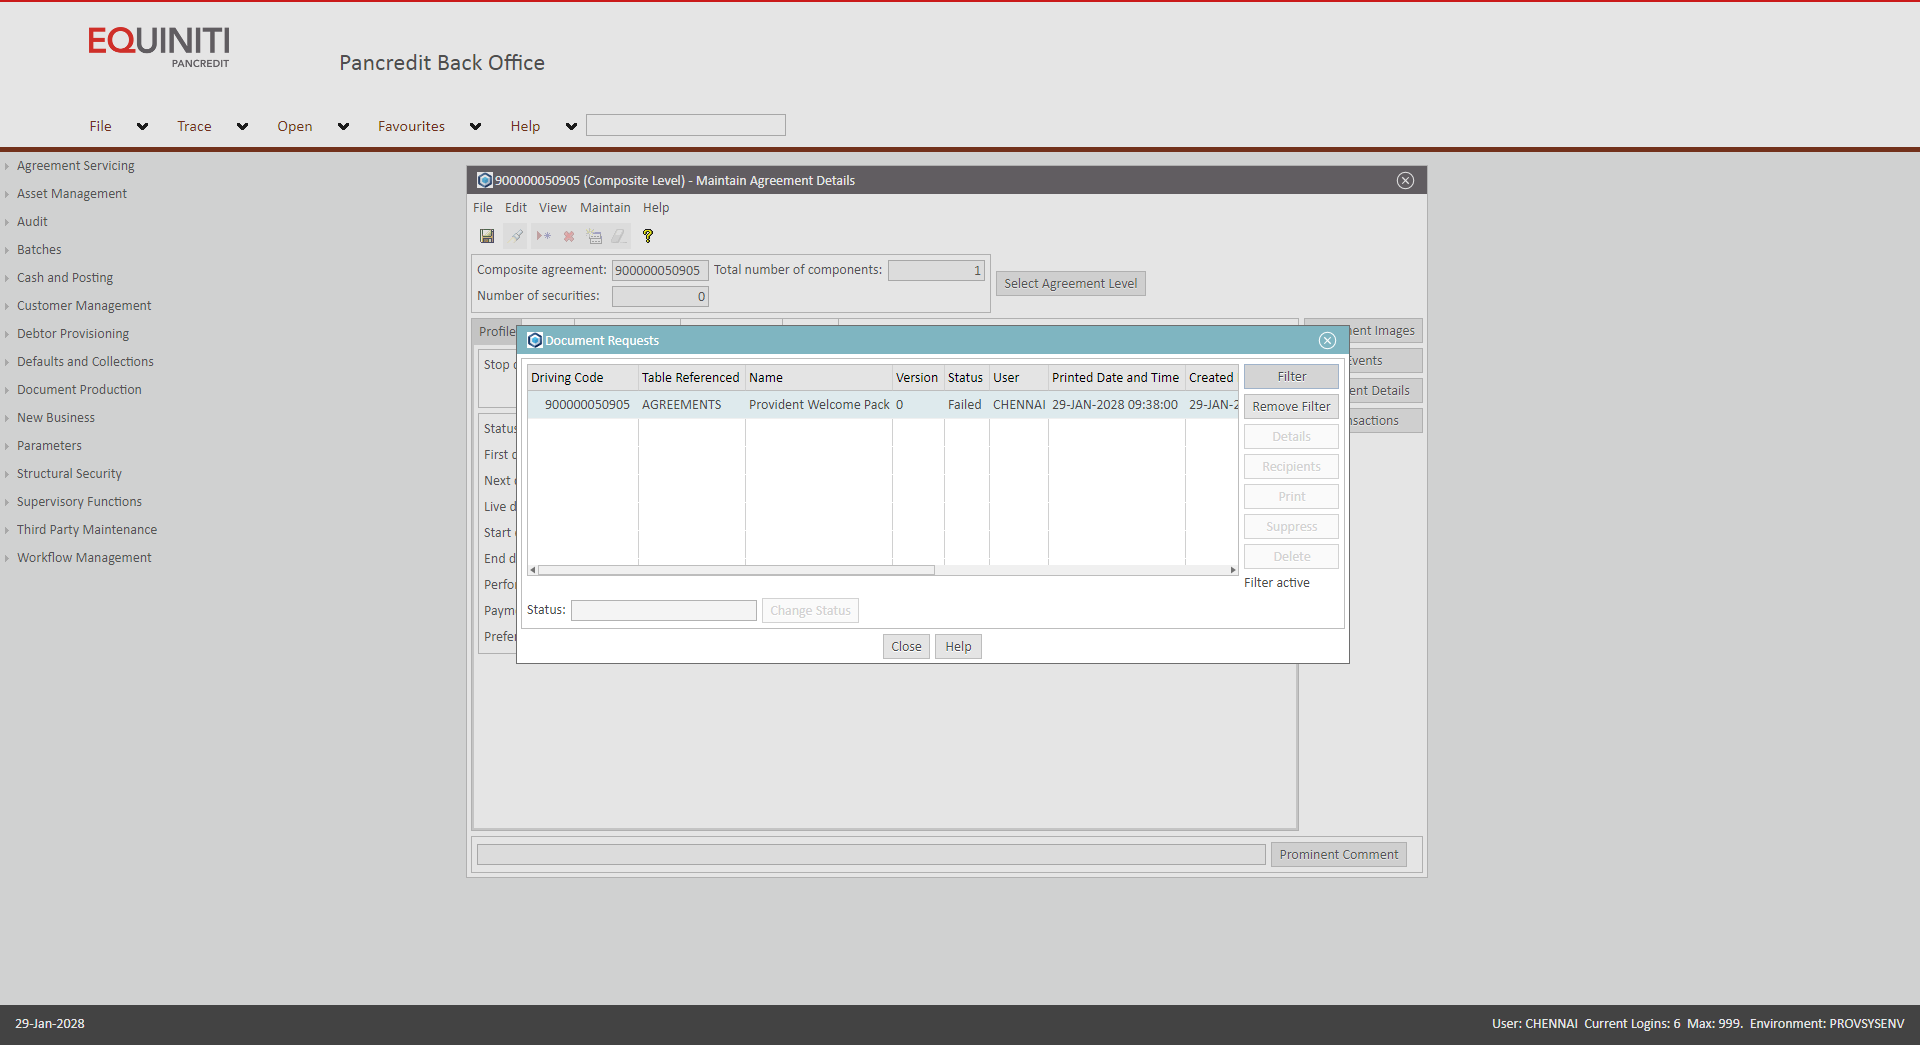 EQUINITI
PANCREDIT
Pancredit Back Office
File Trace Open Favourites Help
Agreement Servicing
Asset Management
Audit
Batches
Cash and Posting
Customer Management
Debtor Provisioning
Defaults and Collections
Document Production
New Business
Parameters
Structural Security
Supervisory Functions
Third Party Maintenance
Workflow Management
900000050905 (Composite Level) - Maintain Agreement Details
File Edit View Maintain Help
Composite agreement: 900000050905 Total number of components: 1
Number of securities: 0
Select Agreement Level
Profile
Stop
Status
First
Next
Live d
Start
End d
Perfor
Paym
Prefer
ent Images
Events
ent Details
nsactions
Document Requests
Driving Code Table Referenced Name Version Status User Printed Date and Time Created
900000050905 AGREEMENTS Provident Welcome Pack 0 Failed CHENNAI 29-JAN-2028 09:38:00 29-JAN-2
Filter
Remove Filter
Details
Recipients
Print
Suppress
Delete
Filter active
Status: Change Status
Close Help
Prominent Comment
29-Jan-2028
User: CHENNAI Current Logins: 6 Max: 999. Environment: PROVSYSENV